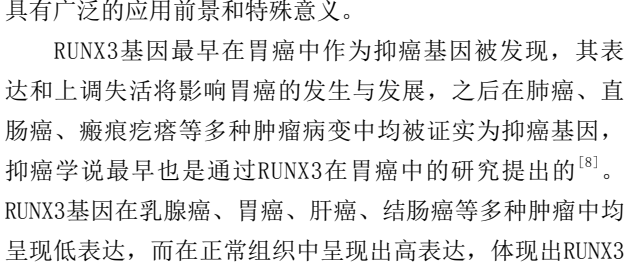 具有广泛的应用前景和特殊意义。
RUNX3基因最早在胃癌中作为抑癌基因被发现，其表
达和上调失活将影响胃癌的发生与发展，之后在肺癌、直
肠癌、瘢痕疙瘩等多种肿瘤病变中均被证实为抑癌基因，
抑癌学说最早也是通过RUNX3在胃癌中的研究提出的[8]。
RUNX3基因在乳腺癌、胃癌、肝癌、结肠癌等多种肿瘤中均
呈现低表达，而在正常组织中呈现出高表达，体现出RUNX3